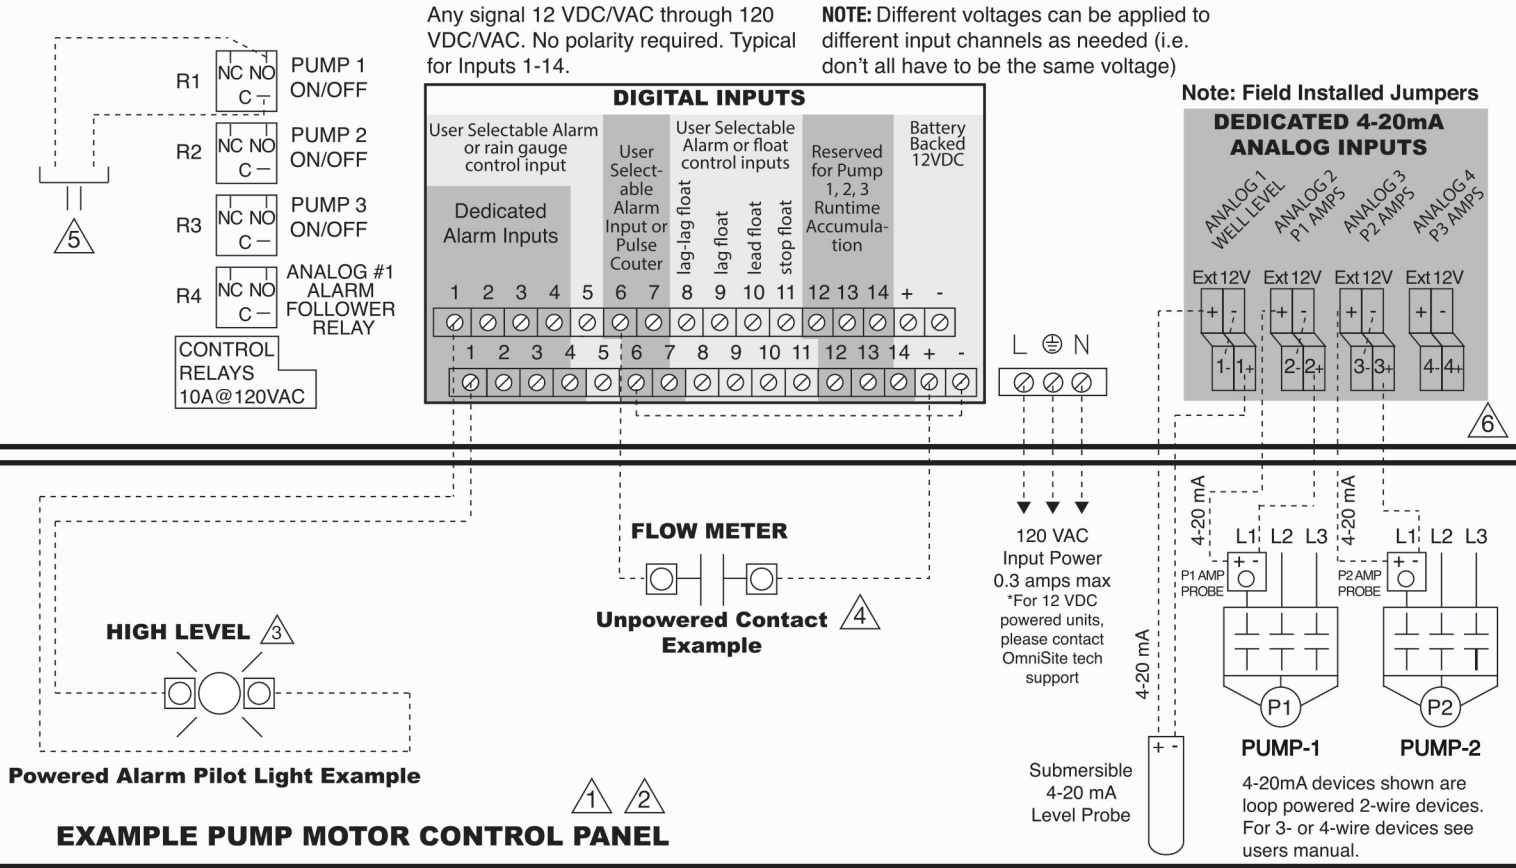 Any signal 12 VDC/VAC through 120
VDC/VAC. No polarity required. Typical
for Inputs 1-14.
NOTE: Different voltages can be applied to
different input channels as needed (i.e.
don't all have to be the same voltage)
R1
NC NO
C
PUMP 1
ON/OFF
R2
NC NO
C
PUMP 2
ON/OFF
R3
NC NO
C
PUMP 3
ON/OFF
R4
NC NO
C
ANALOG #1
ALARM
FOLLOWER
RELAY
CONTROL
RELAYS
10A@120VAC
5
DIGITAL INPUTS
User Selectable Alarm
or rain gauge
control input
Dedicated
Alarm Inputs
User
Select-
able
Alarm
Input or
Pulse
Couter
User Selectable
Alarm or float
control inputs
lag-lag float
lag float
lead float
stop float
Reserved
for Pump
1, 2, 3
Runtime
Accumula-
tion
Battery
Backed
12VDC
1 2 3 4 5 6 7 8 9 10 11 12 13 14 + -
1 2 3 4 5 6 7 8 9 10 11 12 13 14 + -
L N
Note: Field Installed Jumpers
DEDICATED 4-20mA
ANALOG INPUTS
ANALOG 1
WELL LEVEL
ANALOG 2
P1 AMPS
ANALOG 3
P2 AMPS
ANALOG 4
P3 AMPS
Ext 12V Ext 12V Ext 12V Ext 12V
+ - + - + - + -
1- 1+ 2- 2+ 3- 3+ 4- 4+
6
HIGH LEVEL
3
Powered Alarm Pilot Light Example
FLOW METER
Unpowered Contact
Example
4
120 VAC
Input Power
0.3 amps max
*For 12 VDC
powered units,
please contact
OmniSite tech
support
4-20 mA
4-20 mA
4-20 mA
L1 L2 L3
+ -
P1 AMP
PROBE
P1
PUMP-1
L1 L2 L3
+ -
P2 AMP
PROBE
P2
PUMP-2
+ -
Submersible
4-20 mA
Level Probe
4-20mA devices shown are
loop powered 2-wire devices.
For 3- or 4-wire devices see
users manual.
1 2
EXAMPLE PUMP MOTOR CONTROL PANEL